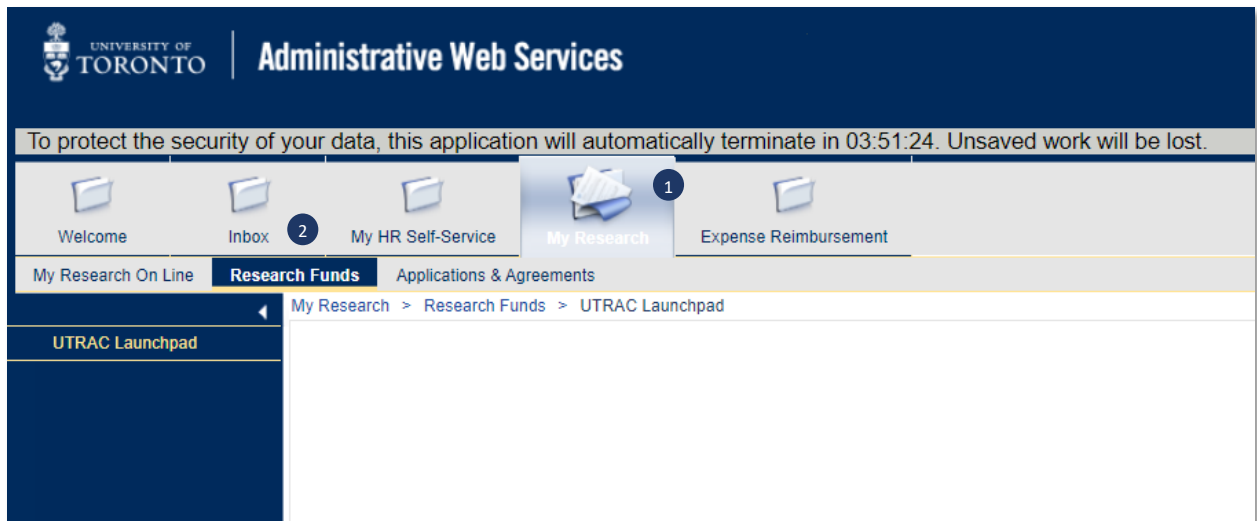 UNIVERSITY OF
TORONTO
Administrative Web Services
To protect the security of your data, this application will automatically terminate in 03:51:24. Unsaved work will be lost.
1
Welcome Inbox 2 My HR Self-Service My Research Expense Reimbursement
My Research On Line Research Funds Applications & Agreements
My Research > Research Funds > UTRAC Launchpad
UTRAC Launchpad